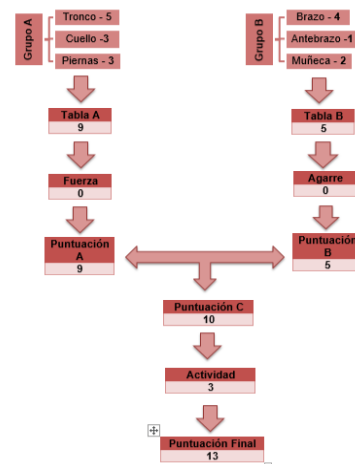 Grupo A
Tronco - 5
Cuello -3
Piernas - 3
Grupo B
Brazo - 4
Antebrazo -1
Muñeca - 2
Tabla A
9
Tabla B
5
Fuerza
0
Agarre
0
Puntuación
A
9
Puntuación
B
5
Puntuación C
10
Actividad
3
Puntuación Final
13